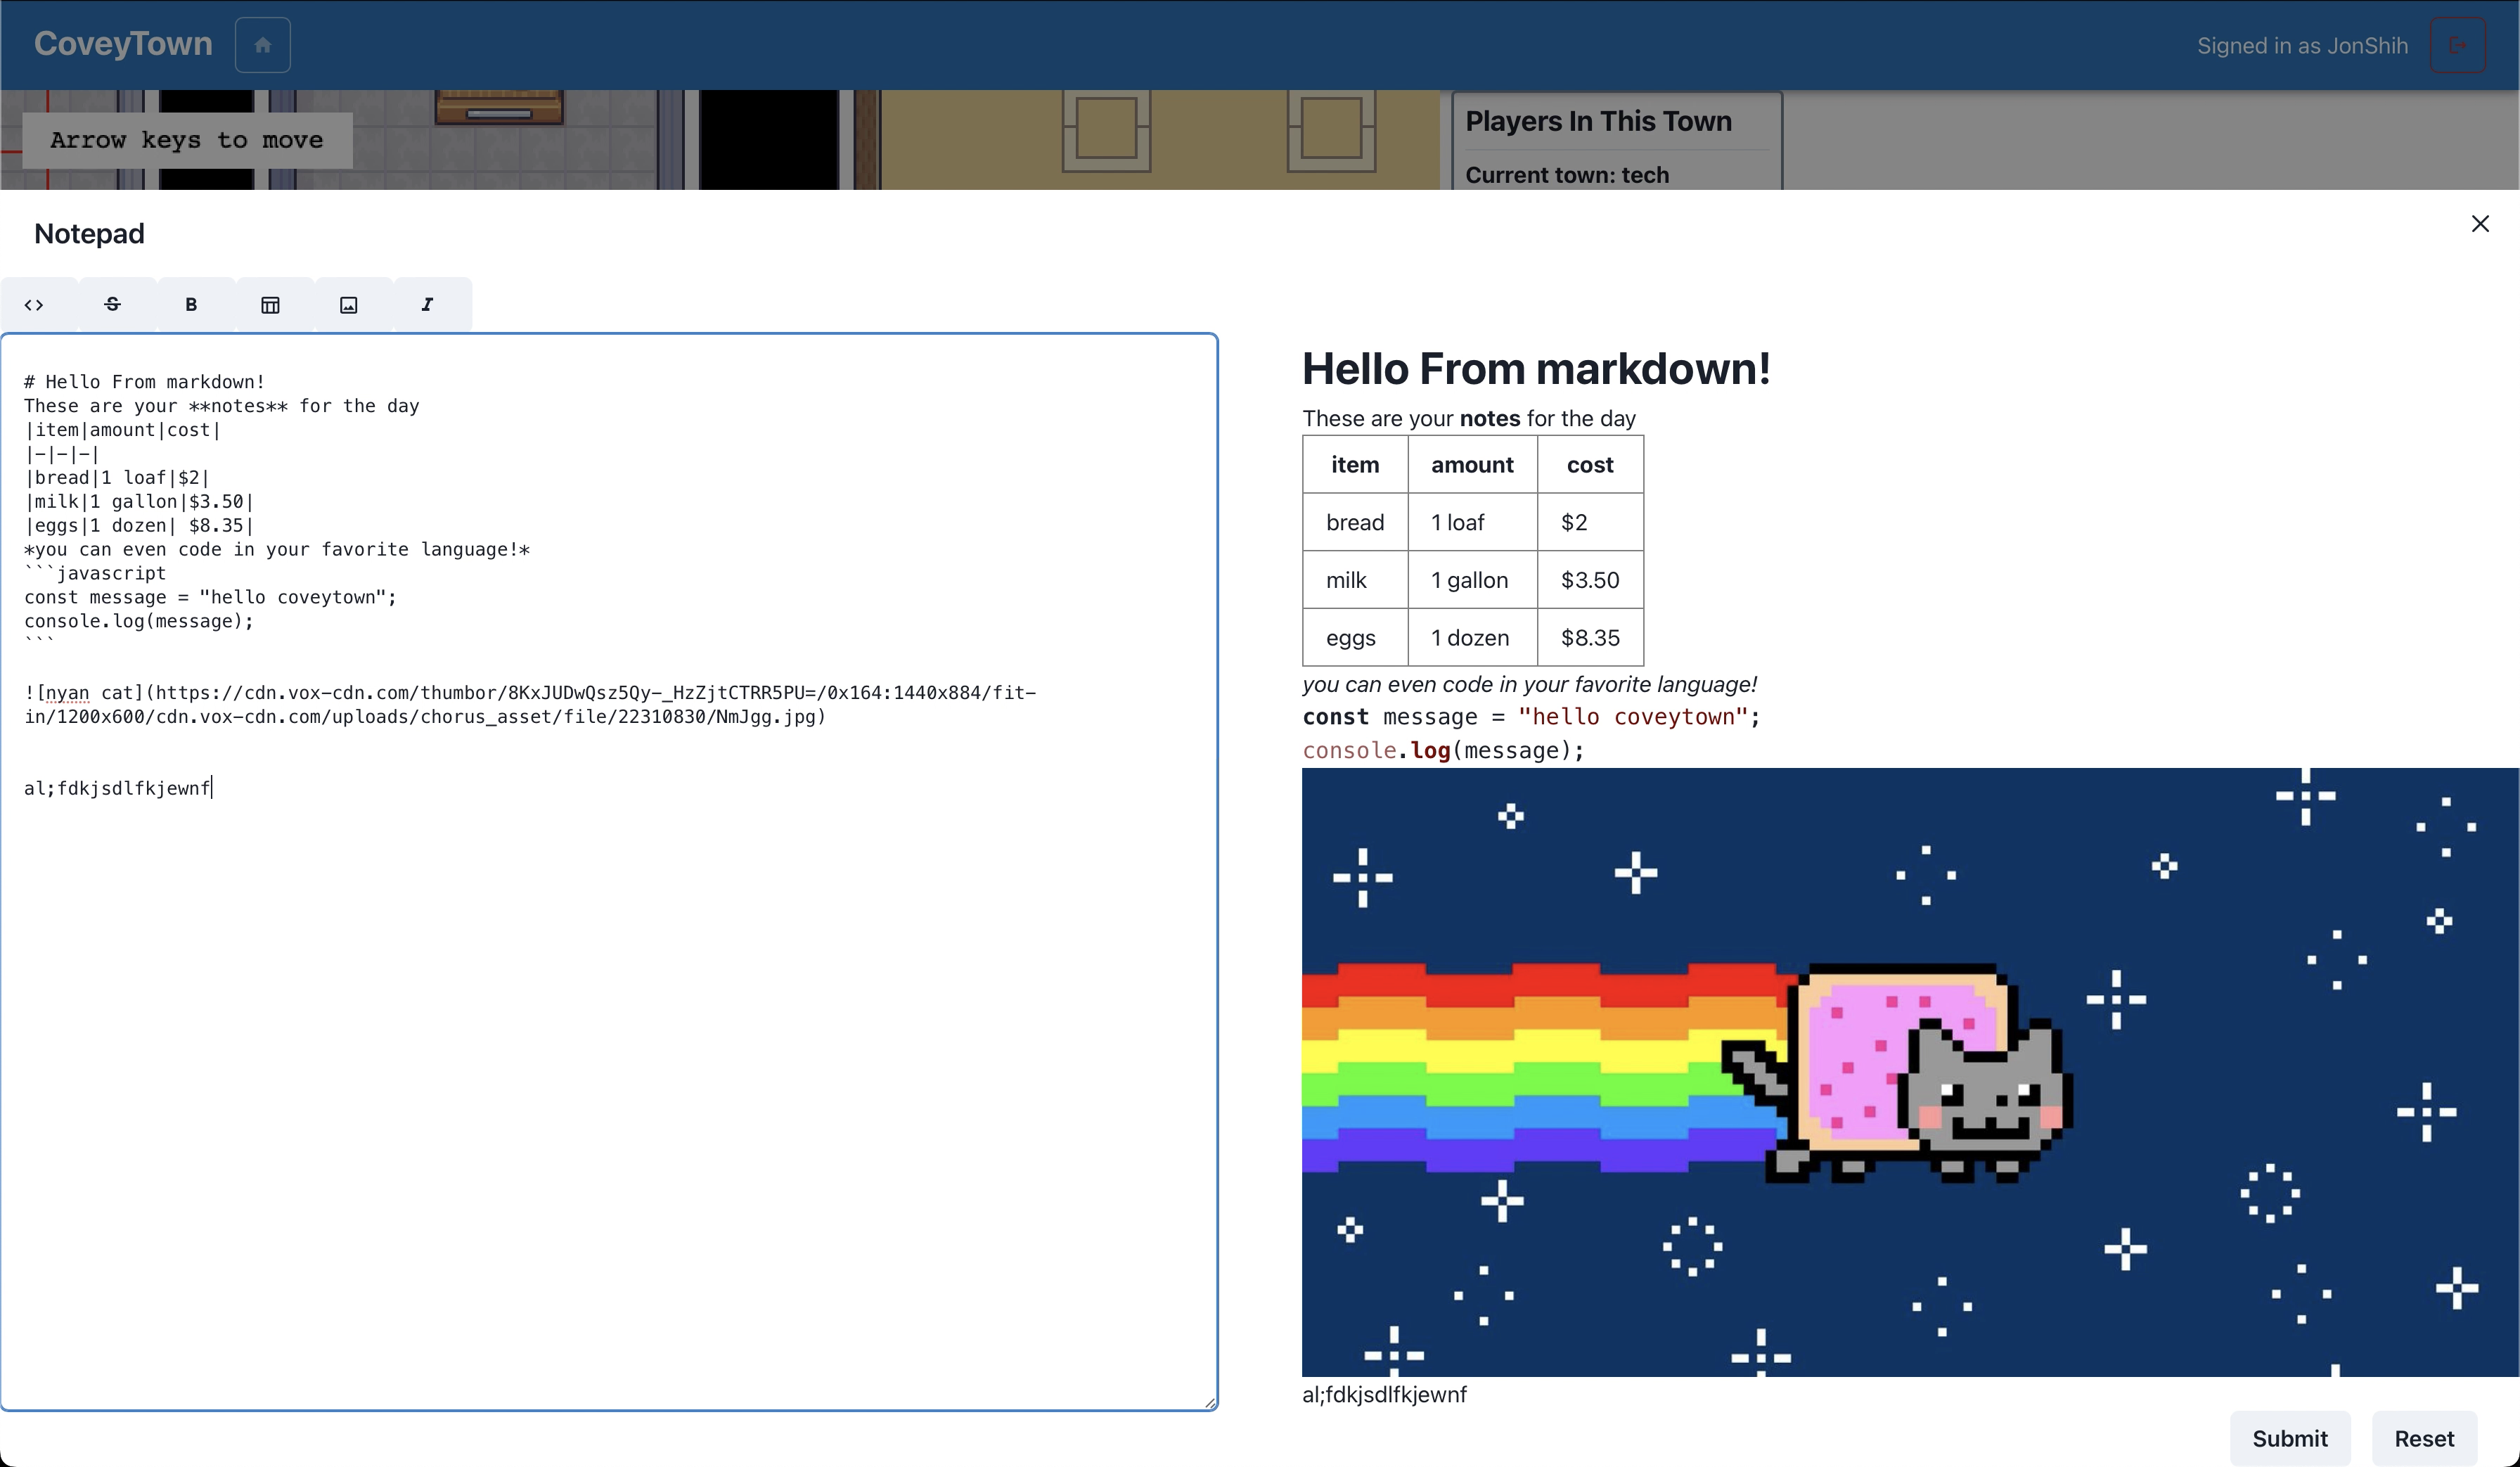 CoveyTown
Signed in as JonShih
Arrow keys to move
Players In This Town
Current town: tech
Notepad
B
I
# Hello From markdown!
These are your **notes** for the day
|item|amount|cost|
|-|-|-|
|bread|1 loaf|$2|
|milk|1 gallon|$3.50|
|eggs|1 dozen| $8.35|
*you can even code in your favorite language!*
```javascript
const message = "hello coveytown";
console.log(message);
```
![nyan cat](https://cdn.vox-cdn.com/thumbor/8KxJUDwQsz5Qy-_HzZjtCTRR5PU=/0x164:1440x884/fit-
in/1200x600/cdn.vox-cdn.com/uploads/chorus_asset/file/22310830/NmJgg.jpg)
al;fdkjsdlfkjewnf
Hello From markdown!
These are your notes for the day
item amount cost
bread 1 loaf $2
milk 1 gallon $3.50
eggs 1 dozen $8.35
you can even code in your favorite language!
const message = "hello coveytown";
console.log(message);
al;fdkjsdlfkjewnf
Submit Reset